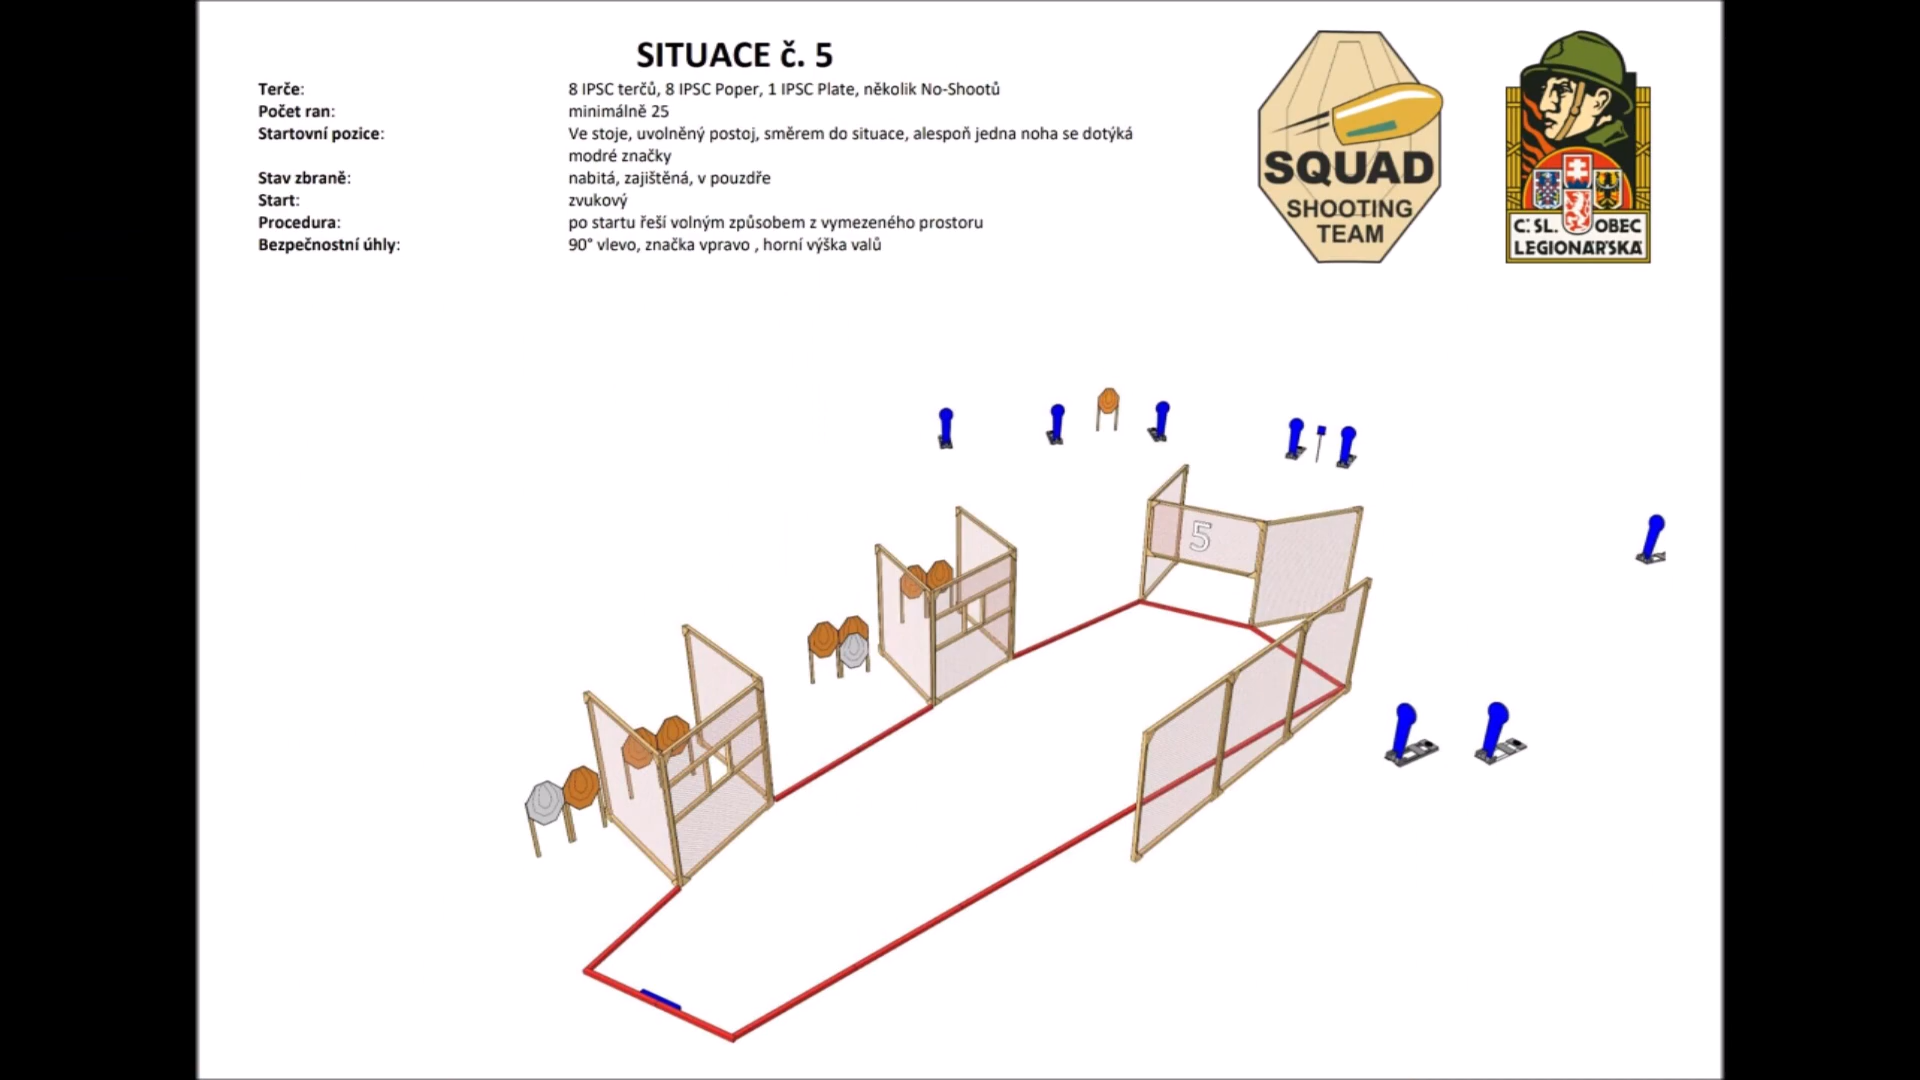 SITUACE č. 5
Terče: 8 IPSC terčů, 8 IPSC Poper, 1 IPSC Plate, několik No-Shootů
Počet ran: minimálně 25
Startovní pozice: Ve stoje, uvolněný postoj, směrem do situace, alespoň jedna noha se dotýká
modré značky
Stav zbraně: nabitá, zajištěná, v pouzdře
Start: zvukový
Procedura: po startu řeší volným způsobem z vymezeného prostoru
Bezpečnostní úhly: 90° vlevo, značka vpravo , horní výška valů
SQUAD
SHOOTING
TEAM
Č.SL. OBEC
LEGIONÁŘSKÁ
5